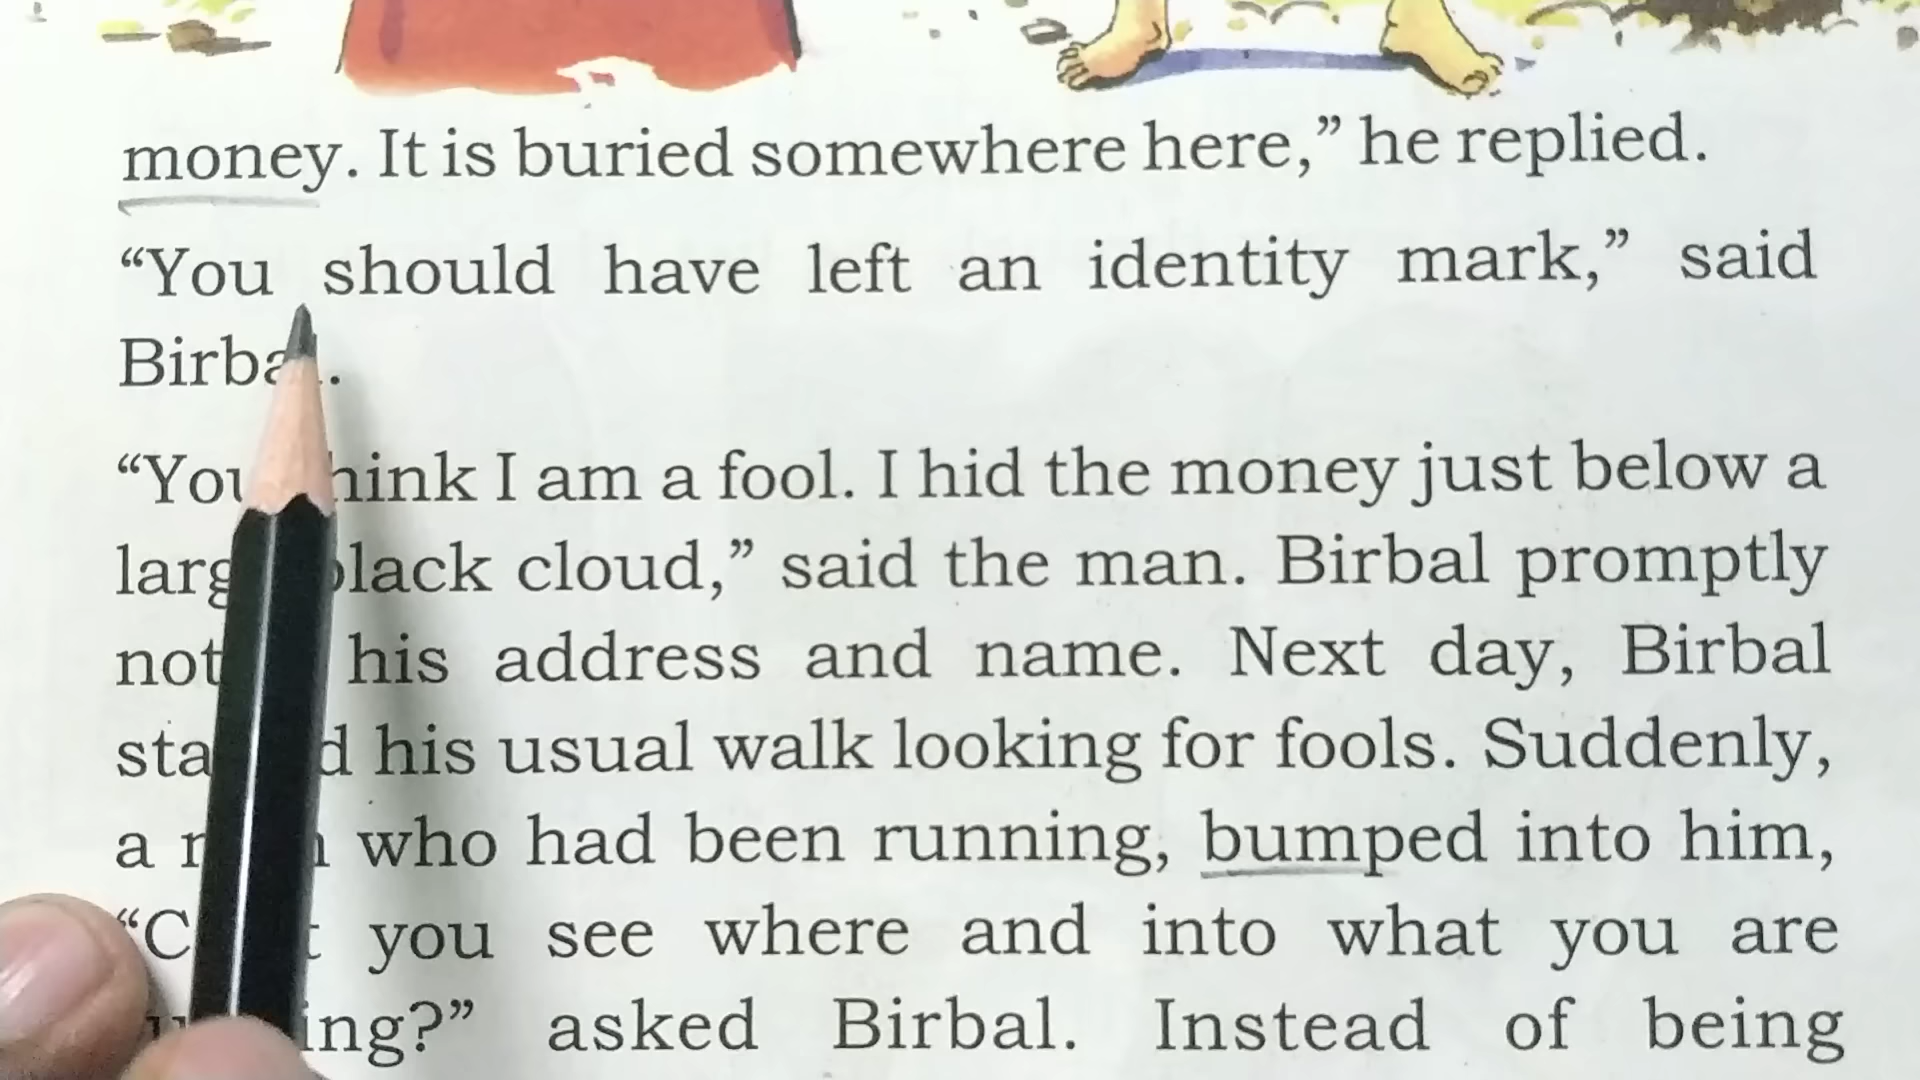 money. It is buried somewhere here,” he replied.
“You should have left an identity mark,” said
Birbal.
“You think I am a fool. I hid the money just below a
large black cloud,” said the man. Birbal promptly
his address and name. Next day, Birbal
started his usual walk looking for fools. Suddenly,
a man who had been running, bumped into him,
you see where and into what you are
asked Birbal. Instead of being